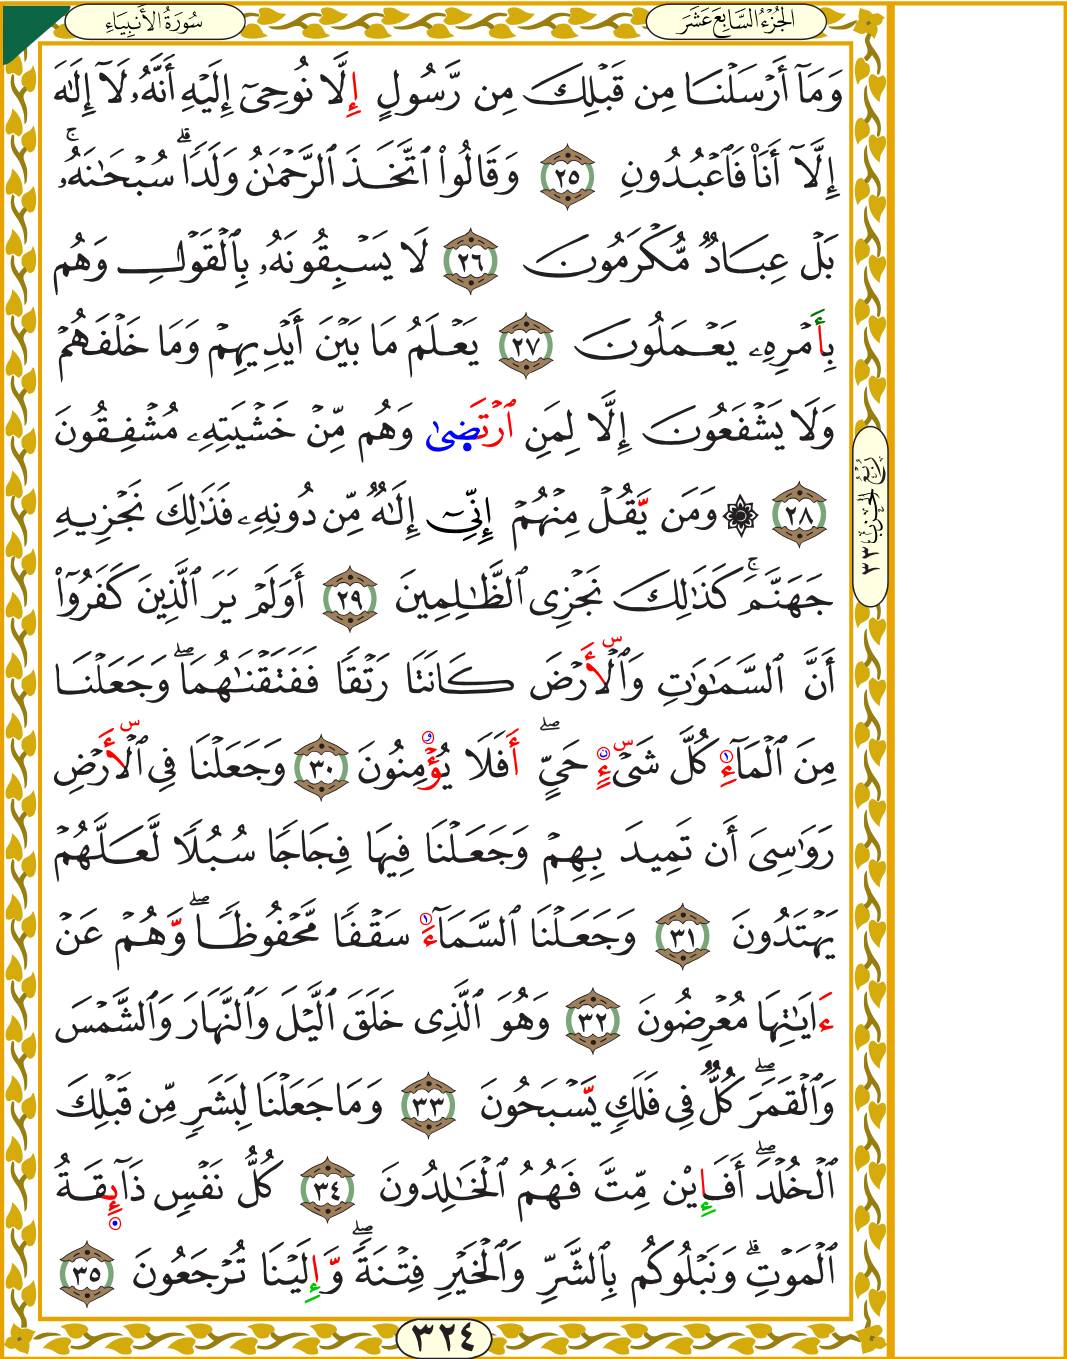 سُورَةُ الأَنبِيَاءِ
الجُزْءُ السَّابِعَ عَشَرَ
وَمَآ أَرۡسَلۡنَا مِن قَبۡلِكَ مِن رَّسُولٍ إِلَّا نُوحِىٓ إِلَيۡهِ أَنَّهُۥ لَآ إِلَٰهَ
إِلَّآ أَنَا۠ فَٱعۡبُدُونِ ٢٥ وَقَالُوا۟ ٱتَّخَذَ ٱلرَّحۡمَٰنُ وَلَدٗاۗ سُبۡحَٰنَهُۥۚ
بَلۡ عِبَادٞ مُّكۡرَمُونَ ٢٦ لَا يَسۡبِقُونَهُۥ بِٱلۡقَوۡلِ وَهُم
بِأَمۡرِهِۦ يَعۡمَلُونَ ٢٧ يَعۡلَمُ مَا بَيۡنَ أَيۡدِيهِمۡ وَمَا خَلۡفَهُمۡ
وَلَا يَشۡفَعُونَ إِلَّا لِمَنِ ٱرۡتَضِىٰ وَهُم مِّنۡ خَشۡيَتِهِۦ مُشۡفِقُونَ
٢٨ ۞ وَمَن يَّقُلۡ مِنۡهُمۡ إِنِّىٓ إِلَٰهٞ مِّن دُونِهِۦ فَذَٰلِكَ نَجۡزِيهِ
جَهَنَّمَۚ كَذَٰلِكَ نَجۡزِى ٱلظَّٰلِمِينَ ٢٩ أَوَلَمۡ يَرَ ٱلَّذِينَ كَفَرُوٓا۟
أَنَّ ٱلسَّمَٰوَٰتِ وَٱلۡأَرۡضَ كَانَتَا رَتۡقٗا فَفَتَقۡنَٰهُمَاۖ وَجَعَلۡنَا
مِنَ ٱلۡمَآءِ كُلَّ شَىۡءٍ حَىٍّۖ أَفَلَا يُؤۡمِنُونَ ٣٠ وَجَعَلۡنَا فِى ٱلۡأَرۡضِ
رَوَٰسِىَ أَن تَمِيدَ بِهِمۡ وَجَعَلۡنَا فِيهَا فِجَاجٗا سُبُلٗا لَّعَلَّهُمۡ
يَهۡتَدُونَ ٣١ وَجَعَلۡنَا ٱلسَّمَآءَ سَقۡفٗا مَّحۡفُوظٗاۖ وَّهُمۡ عَنۡ
ءَايَٰتِهَا مُعۡرِضُونَ ٣٢ وَهُوَ ٱلَّذِى خَلَقَ ٱلَّيۡلَ وَٱلنَّهَارَ وَٱلشَّمۡسَ
وَٱلۡقَمَرَۖ كُلّٞ فِى فَلَكٖ يَّسۡبَحُونَ ٣٣ وَمَا جَعَلۡنَا لِبَشَرٖ مِّن قَبۡلِكَ
ٱلۡخُلۡدَۖ أَفَإِيْن مِّتَّ فَهُمُ ٱلۡخَٰلِدُونَ ٣٤ كُلُّ نَفۡسٖ ذَآئِقَةُ
ٱلۡمَوۡتِۗ وَنَبۡلُوكُم بِٱلشَّرِّ وَٱلۡخَيۡرِ فِتۡنَةٗۖ وَّإِلَيۡنَا تُرۡجَعُونَ ٣٥
رُبْعُ الحِزْبِ ٣٣
٣٢٤